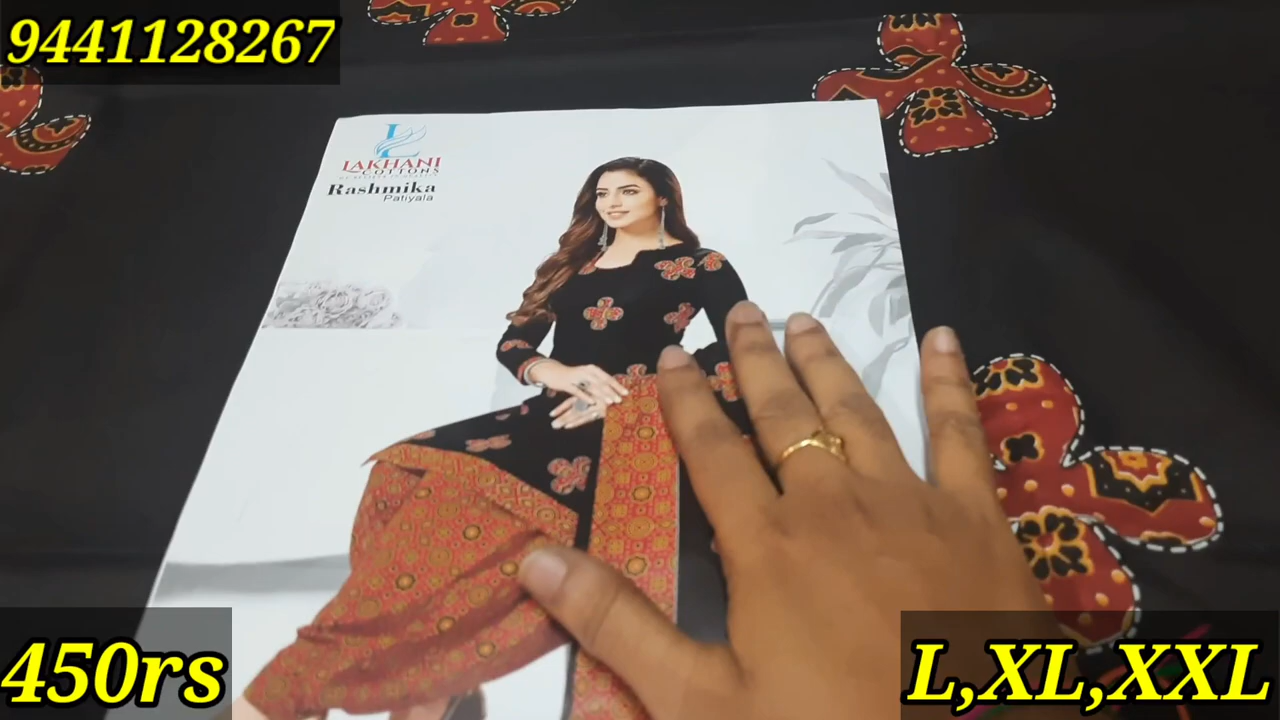 9441128267
LAKHANI
COTTONS
Rashmika
Patiyala
450rs
L,XL,XXL